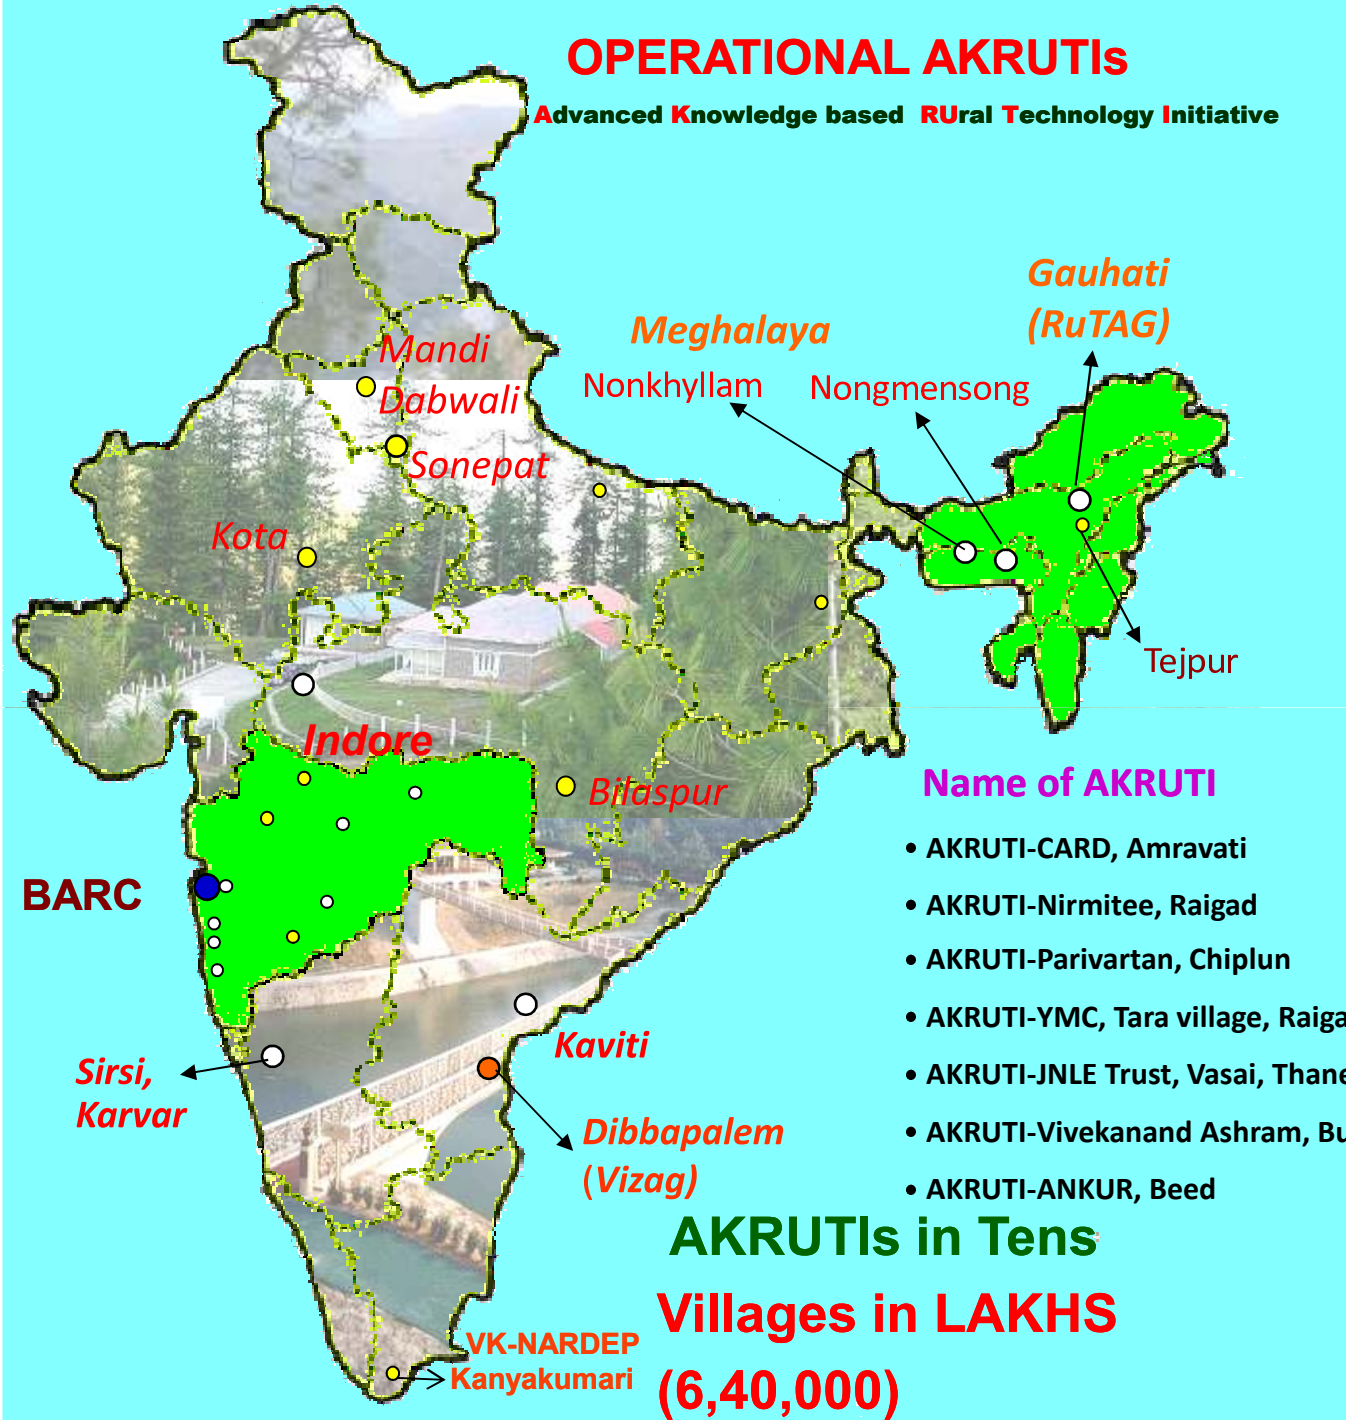 OPERATIONAL AKRUTIs
Advanced Knowledge based RUral Technology Initiative
Gauhati
(RuTAG)
Meghalaya
Nonkhyllam
Nongmensong
Mandi
Dabwali
Sonepat
Kota
Tejpur
Indore
Bilaspur
BARC
Name of AKRUTI
• AKRUTI-CARD, Amravati
• AKRUTI-Nirmitee, Raigad
• AKRUTI-Parivartan, Chiplun
• AKRUTI-YMC, Tara village, Raiga
• AKRUTI-JNLE Trust, Vasai, Thane
• AKRUTI-Vivekanand Ashram, Bu
• AKRUTI-ANKUR, Beed
Kaviti
Sirsi,
Karvar
Dibbapalem
(Vizag)
AKRUTIs in Tens
Villages in LAKHS
(6,40,000)
VK-NARDEP
Kanyakumari